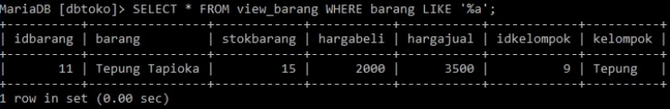 MariaDB [dbtoko]> SELECT * FROM view_barang WHERE barang LIKE '%a';
+----------+----------------+------------+-----------+-----------+------------+----------+
| idbarang | barang         | stokbarang | hargabeli | hargajual | idkelompok | kelompok |
+----------+----------------+------------+-----------+-----------+------------+----------+
|       11 | Tepung Tapioka |         15 |      2000 |      3500 |          9 | Tepung   |
+----------+----------------+------------+-----------+-----------+------------+----------+
1 row in set (0.00 sec)